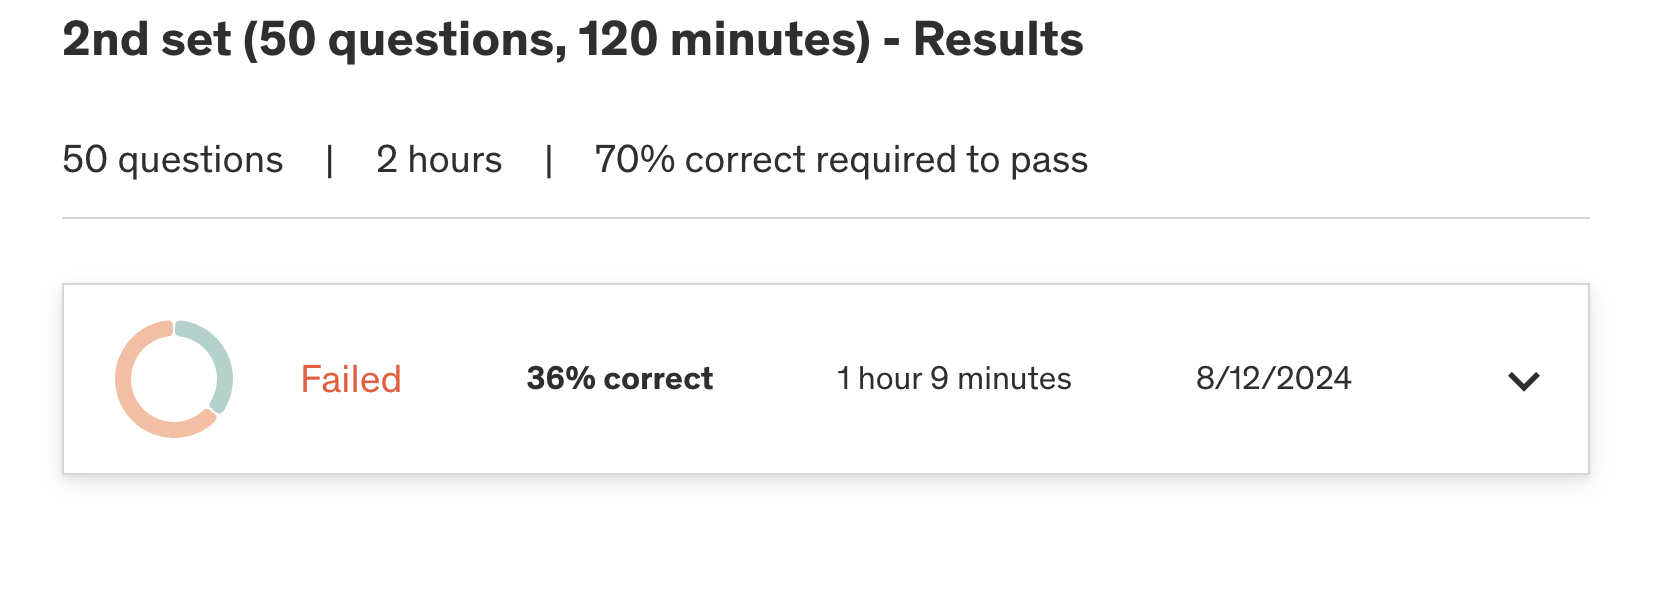 2nd set (50 questions, 120 minutes) - Results
50 questions | 2 hours | 70% correct required to pass
Failed 36% correct 1 hour 9 minutes 8/12/2024